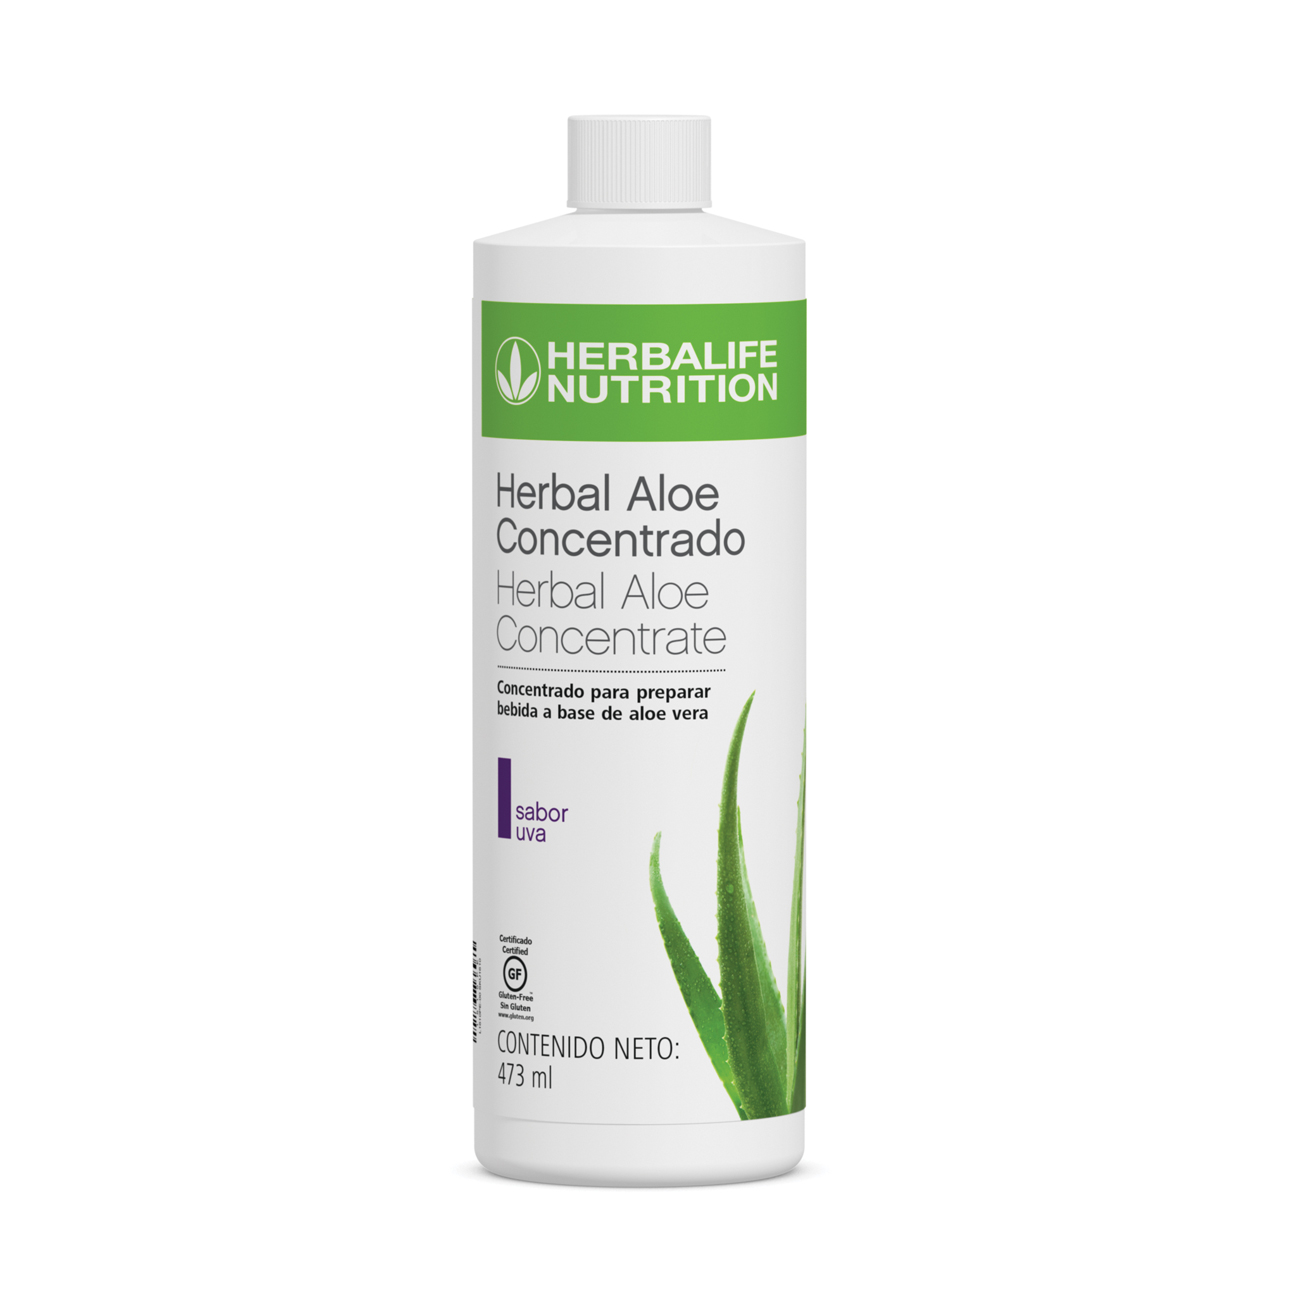 HERBALIFE
NUTRITION
Herbal Aloe
Concentrado
Herbal Aloe
Concentrate
Concentrado para preparar
bebida a base de aloe vera
sabor
uva
Certificado
Certified
GF
Gluten-Free
Sin Gluten
www.gluten.org
CONTENIDO NETO:
473 ml